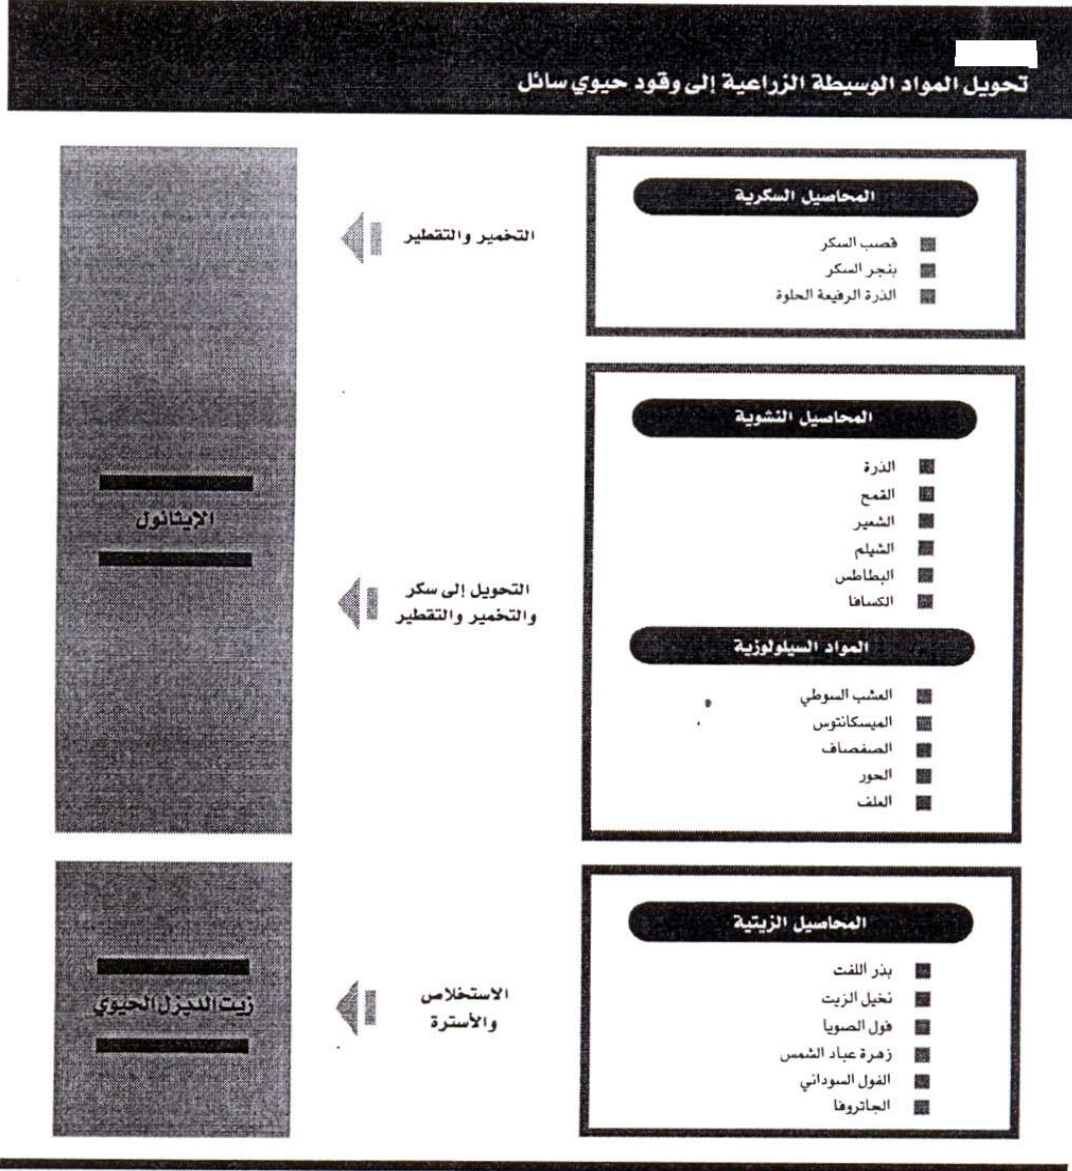 تحويل المواد الوسيطة الزراعية إلى وقود حيوي سائل
المحاصيل السكرية
قصب السكر
بنجر السكر
الذرة الرفيعة الحلوة
التخمير والتقطير
المحاصيل النشوية
الذرة
القمح
الشعير
الشيلم
البطاطس
الكسافا
المواد السيلولوزية
العشب السوطي
الميسكانتوس
الصفصاف
الحور
العلف
التحويل إلى سكر
والتخمير والتقطير
الإيثانول
المحاصيل الزيتية
بذر اللفت
نخيل الزيت
فول الصويا
زهرة عباد الشمس
الفول السوداني
الجاتروفا
الاستخلاص
والأسترة
زيت الديزل الحيوي